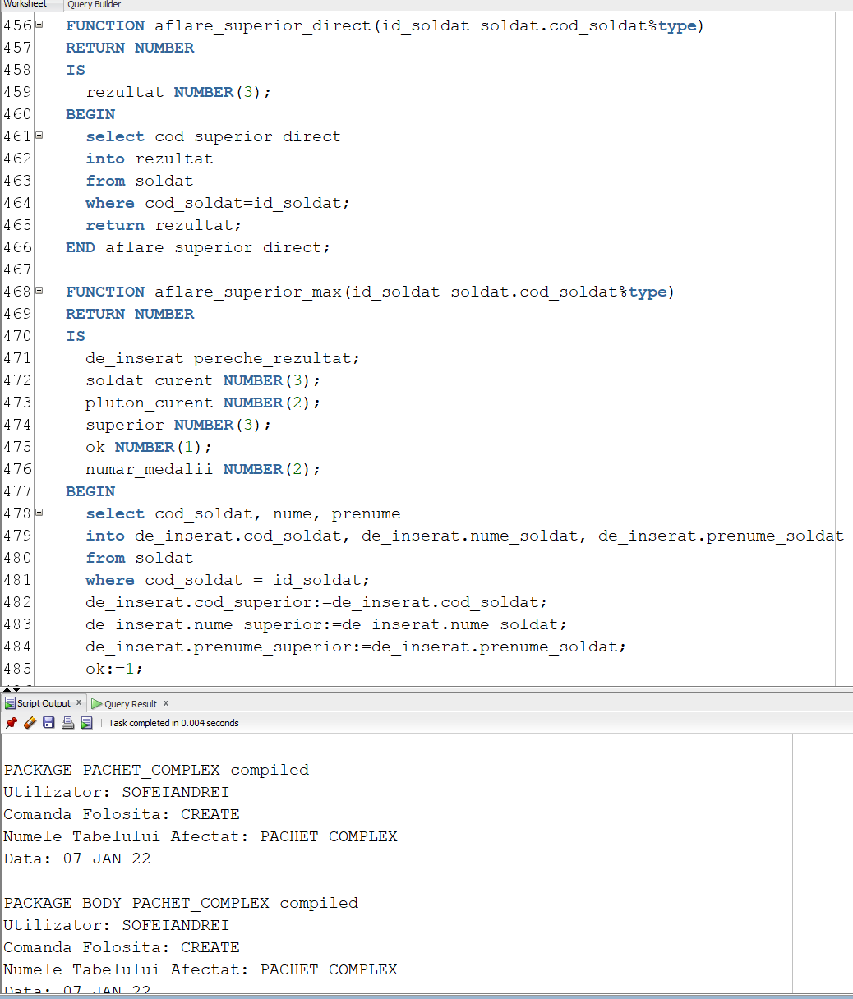 Worksheet Query Builder
456 FUNCTION aflare_superior_direct(id_soldat soldat.cod_soldat%type)
457 RETURN NUMBER
458 IS
459 rezultat NUMBER(3);
460 BEGIN
461 select cod_superior_direct
462 into rezultat
463 from soldat
464 where cod_soldat=id_soldat;
465 return rezultat;
466 END aflare_superior_direct;
467
468 FUNCTION aflare_superior_max(id_soldat soldat.cod_soldat%type)
469 RETURN NUMBER
470 IS
471 de_inserat pereche_rezultat;
472 soldat_curent NUMBER(3);
473 pluton_curent NUMBER(2);
474 superior NUMBER(3);
475 ok NUMBER(1);
476 numar_medalii NUMBER(2);
477 BEGIN
478 select cod_soldat, nume, prenume
479 into de_inserat.cod_soldat, de_inserat.nume_soldat, de_inserat.prenume_soldat
480 from soldat
481 where cod_soldat = id_soldat;
482 de_inserat.cod_superior:=de_inserat.cod_soldat;
483 de_inserat.nume_superior:=de_inserat.nume_soldat;
484 de_inserat.prenume_superior:=de_inserat.prenume_soldat;
485 ok:=1;
Script Output x Query Result x
Task completed in 0.004 seconds
PACKAGE PACHET_COMPLEX compiled
Utilizator: SOFEIANDREI
Comanda Folosita: CREATE
Numele Tabelului Afectat: PACHET_COMPLEX
Data: 07-JAN-22
PACKAGE BODY PACHET_COMPLEX compiled
Utilizator: SOFEIANDREI
Comanda Folosita: CREATE
Numele Tabelului Afectat: PACHET_COMPLEX
Data: 07-JAN-22